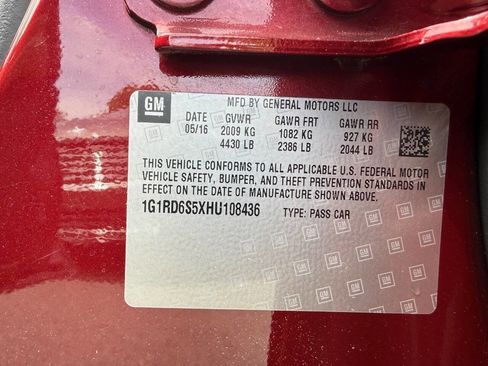 GM
MFD BY GENERAL MOTORS LLC
DATE GVWR GAWR FRT GAWR RR
05/16 2009 KG 1082 KG 927 KG
4430 LB 2386 LB 2044 LB
THIS VEHICLE CONFORMS TO ALL APPLICABLE U.S. FEDERAL MOTOR
VEHICLE SAFETY, BUMPER, AND THEFT PREVENTION STANDARDS IN
EFFECT ON THE DATE OF MANUFACTURE SHOWN ABOVE.
1G1RD6S5XHU108436 TYPE: PASS CAR